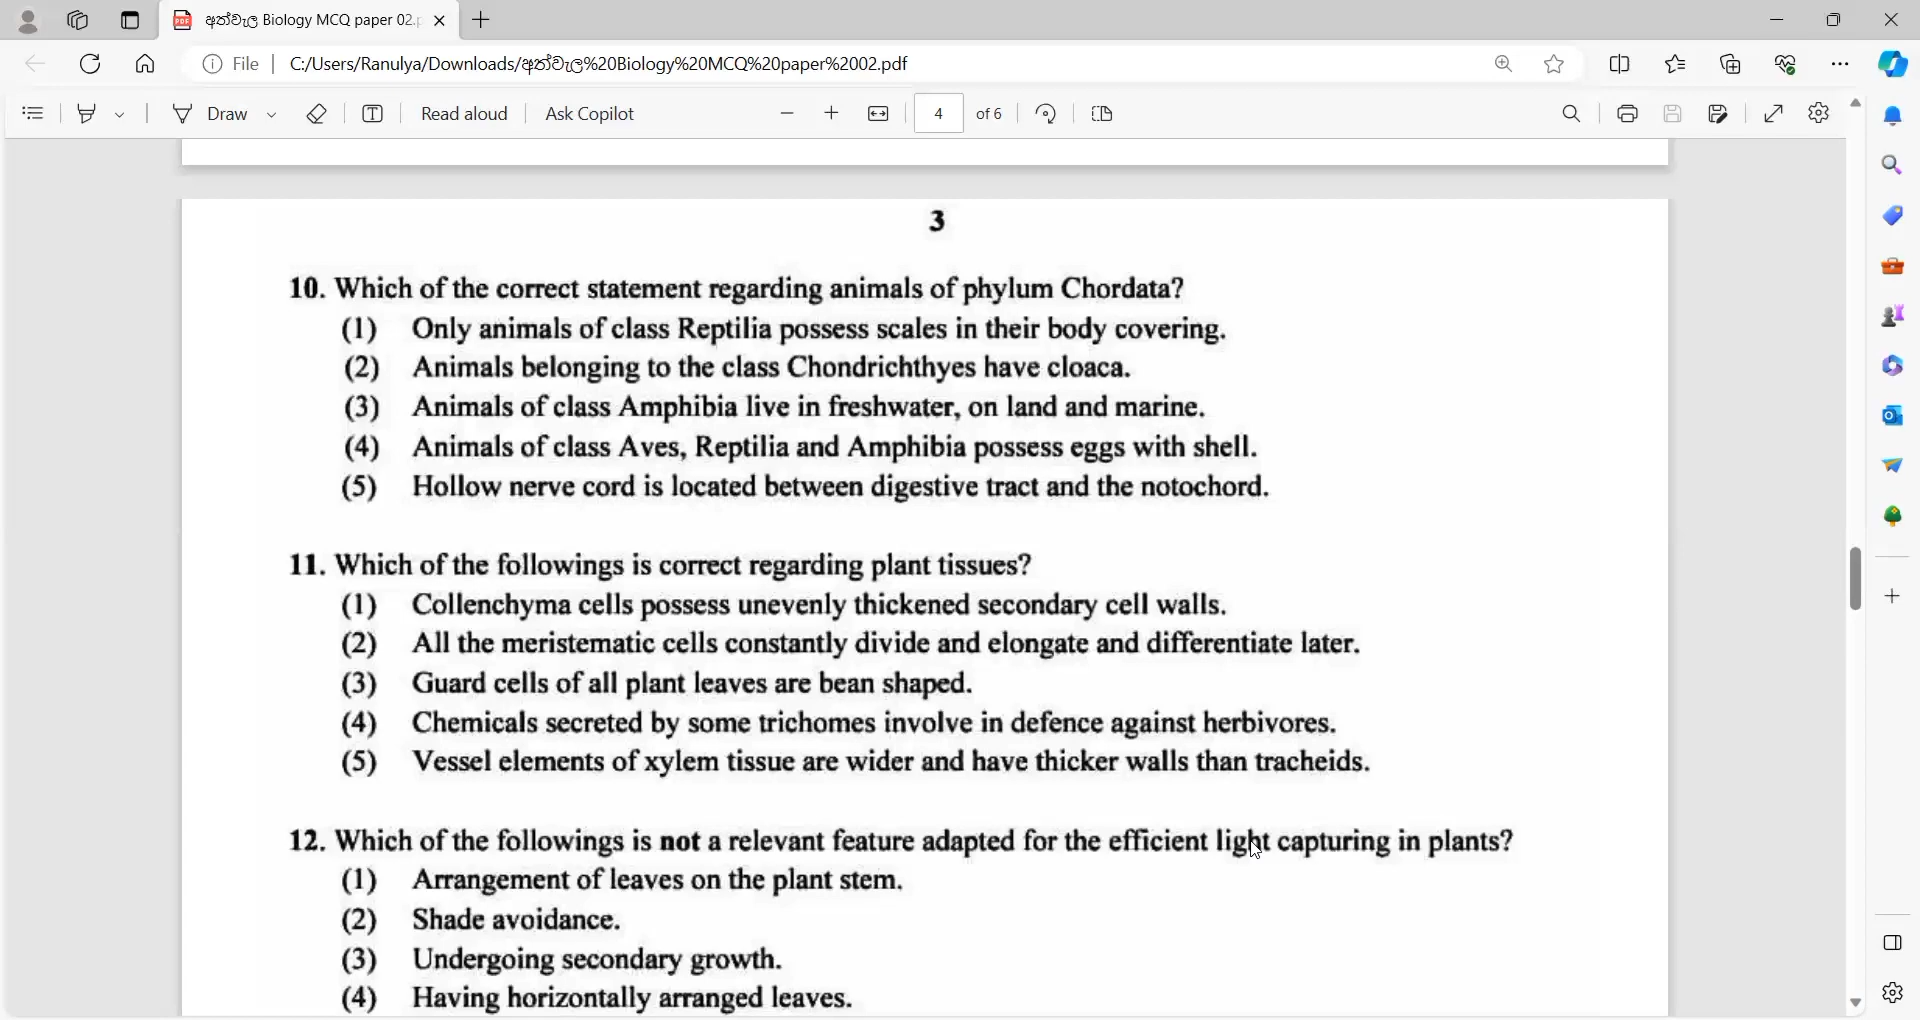 අත්වැල Biology MCQ paper 02.p
File
C:/Users/Ranulya/Downloads/අත්වැල%20Biology%20MCQ%20paper%2002.pdf
Draw
Read aloud
Ask Copilot
4
of 6
3
10. Which of the correct statement regarding animals of phylum Chordata?
(1) Only animals of class Reptilia possess scales in their body covering.
(2) Animals belonging to the class Chondrichthyes have cloaca.
(3) Animals of class Amphibia live in freshwater, on land and marine.
(4) Animals of class Aves, Reptilia and Amphibia possess eggs with shell.
(5) Hollow nerve cord is located between digestive tract and the notochord.
11. Which of the followings is correct regarding plant tissues?
(1) Collenchyma cells possess unevenly thickened secondary cell walls.
(2) All the meristematic cells constantly divide and elongate and differentiate later.
(3) Guard cells of all plant leaves are bean shaped.
(4) Chemicals secreted by some trichomes involve in defence against herbivores.
(5) Vessel elements of xylem tissue are wider and have thicker walls than tracheids.
12. Which of the followings is not a relevant feature adapted for the efficient light capturing in plants?
(1) Arrangement of leaves on the plant stem.
(2) Shade avoidance.
(3) Undergoing secondary growth.
(4) Having horizontally arranged leaves.